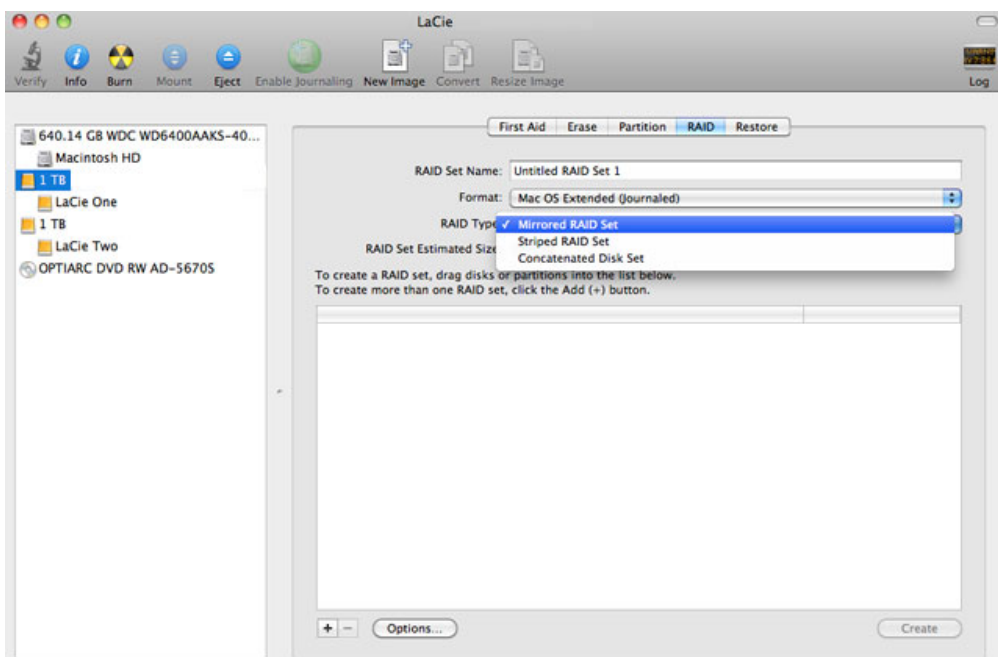 LaCie
Verify Info Burn Mount Eject Enable Journaling New Image Convert Resize Image Log
First Aid Erase Partition RAID Restore
640.14 GB WDC WD6400AAKS-40...
Macintosh HD
1 TB
LaCie One
1 TB
LaCie Two
OPTIARC DVD RW AD-5670S
RAID Set Name: Untitled RAID Set 1
Format: Mac OS Extended (Journaled)
RAID Type
✓ Mirrored RAID Set
Striped RAID Set
Concatenated Disk Set
RAID Set Estimated Size
To create a RAID set, drag disks or partitions into the list below.
To create more than one RAID set, click the Add (+) button.
+ − Options... Create